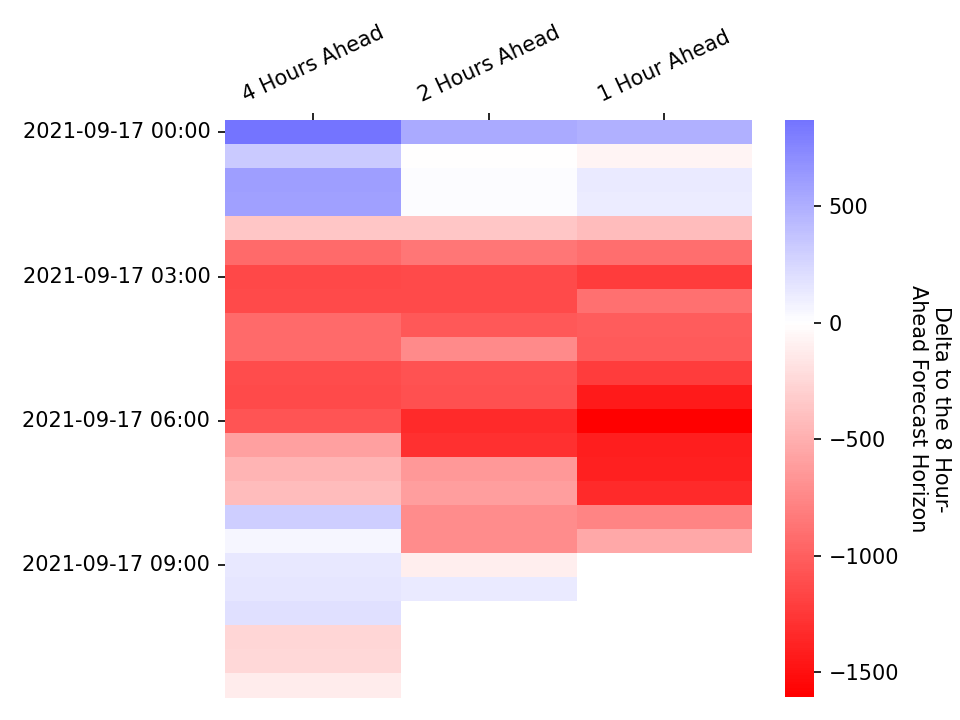 4 Hours Ahead
2 Hours Ahead
1 Hour Ahead
2021-09-17 00:00
2021-09-17 03:00
2021-09-17 06:00
2021-09-17 09:00
500
0
−500
−1000
−1500
Delta to the 8 Hour-
Ahead Forecast Horizon